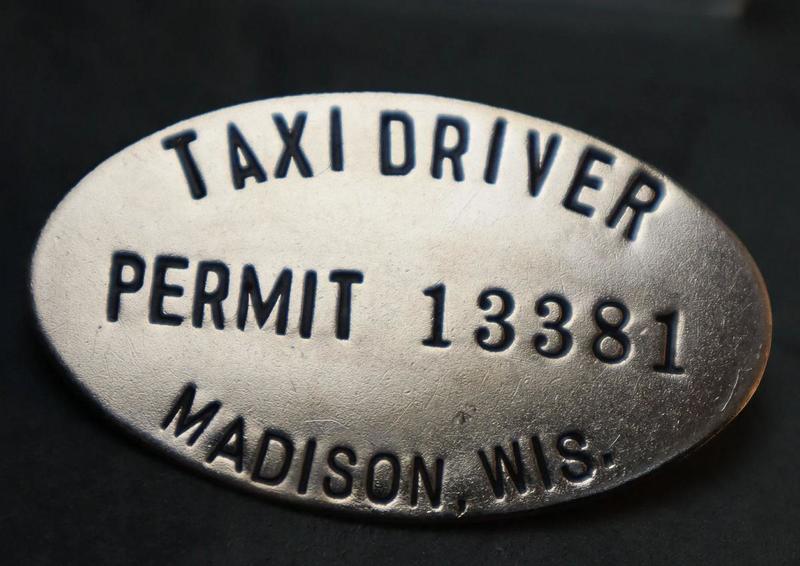 TAXI DRIVER
PERMIT 13381
MADISON, WIS.